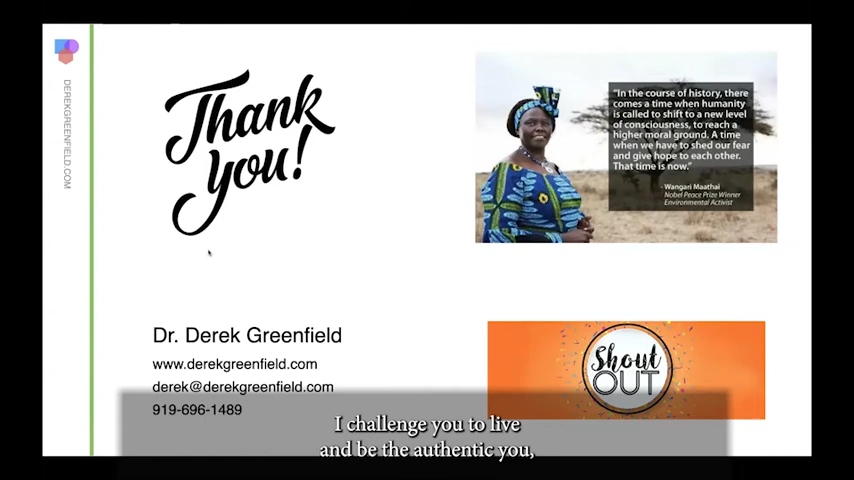 DEREKGREENFIELD.COM
Thank
you!
"In the course of history, there
comes a time when humanity
is called to shift to a new level
of consciousness, to reach a
higher moral ground. A time
when we have to shed our fear
and give hope to each other.
That time is now."
- Wangari Maathai
Nobel Peace Prize Winner
Environmental Activist
Dr. Derek Greenfield
www.derekgreenfield.com
derek@derekgreenfield.com
919-696-1489
Shout
OUT
I challenge you to live
and be the authentic you,